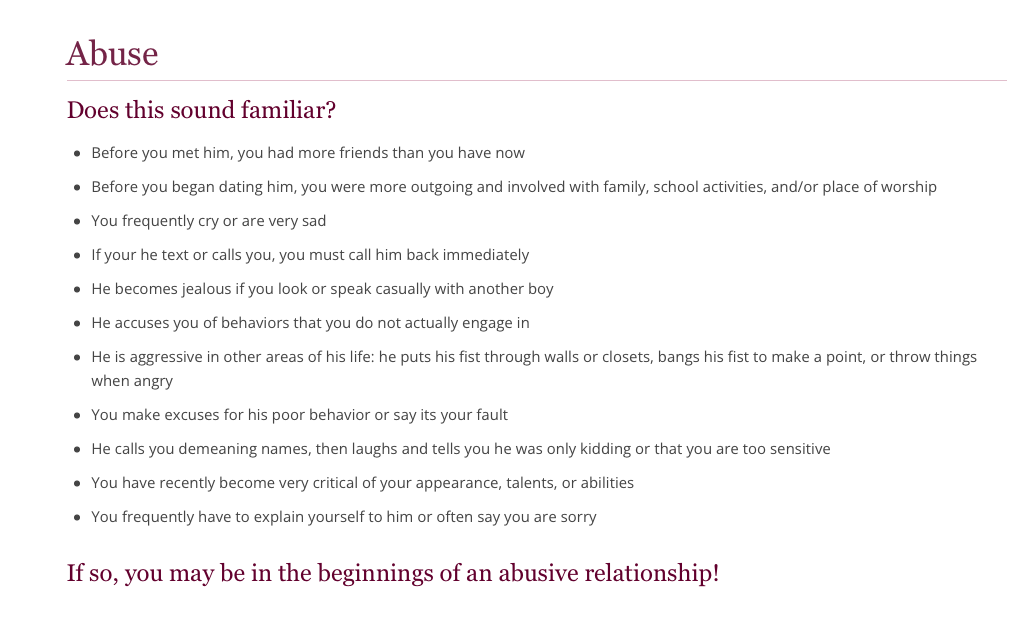 Abuse
Does this sound familiar?
Before you met him, you had more friends than you have now
Before you began dating him, you were more outgoing and involved with family, school activities, and/or place of worship
You frequently cry or are very sad
If your he text or calls you, you must call him back immediately
He becomes jealous if you look or speak casually with another boy
He accuses you of behaviors that you do not actually engage in
He is aggressive in other areas of his life: he puts his fist through walls or closets, bangs his fist to make a point, or throw things
when angry
You make excuses for his poor behavior or say its your fault
He calls you demeaning names, then laughs and tells you he was only kidding or that you are too sensitive
You have recently become very critical of your appearance, talents, or abilities
You frequently have to explain yourself to him or often say you are sorry
If so, you may be in the beginnings of an abusive relationship!